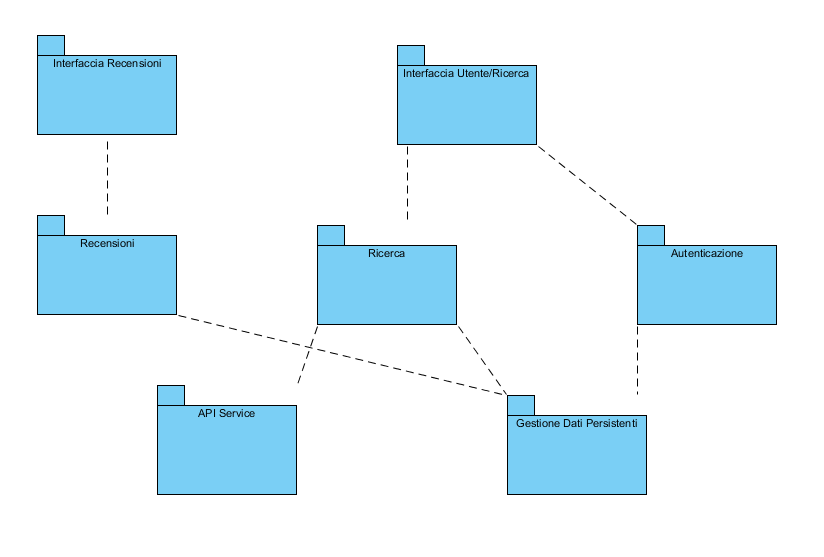 Interfaccia Recensioni
Interfaccia Utente/Ricerca
Recensioni
Ricerca
Autenticazione
API Service
Gestione Dati Persistenti